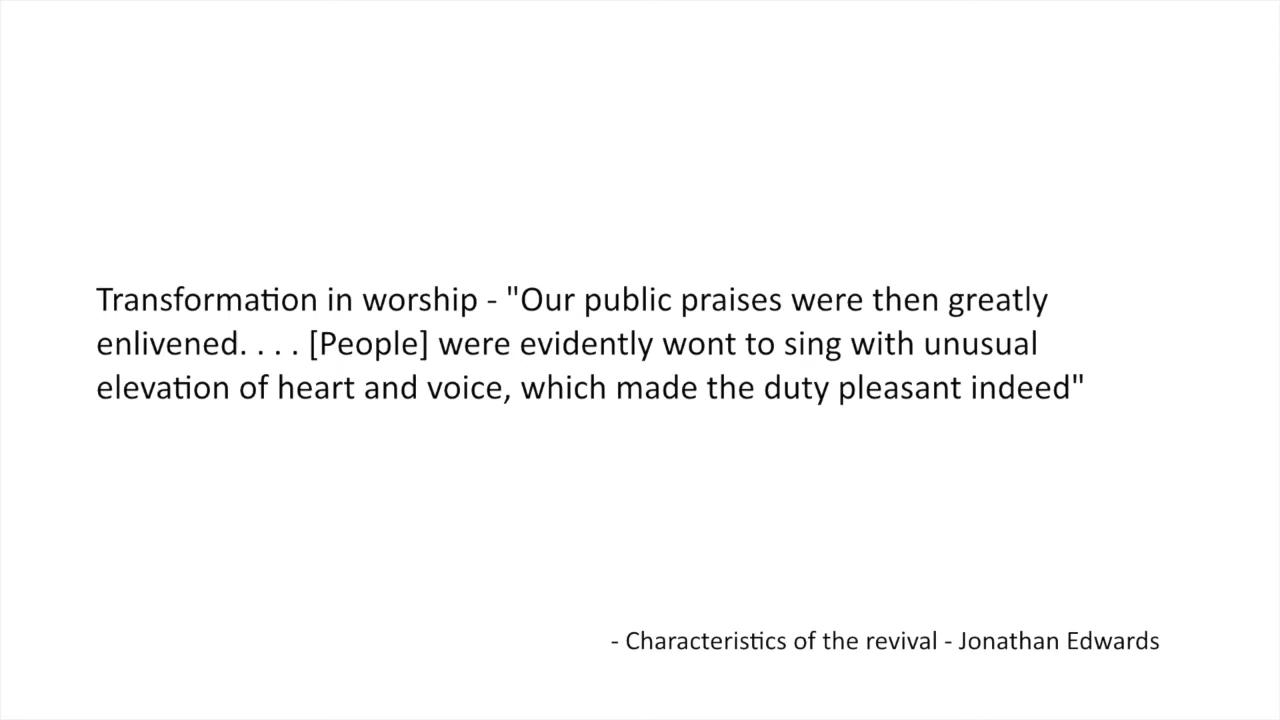 Transformation in worship - "Our public praises were then greatly
enlivened. . . . [People] were evidently wont to sing with unusual
elevation of heart and voice, which made the duty pleasant indeed"
- Characteristics of the revival - Jonathan Edwards